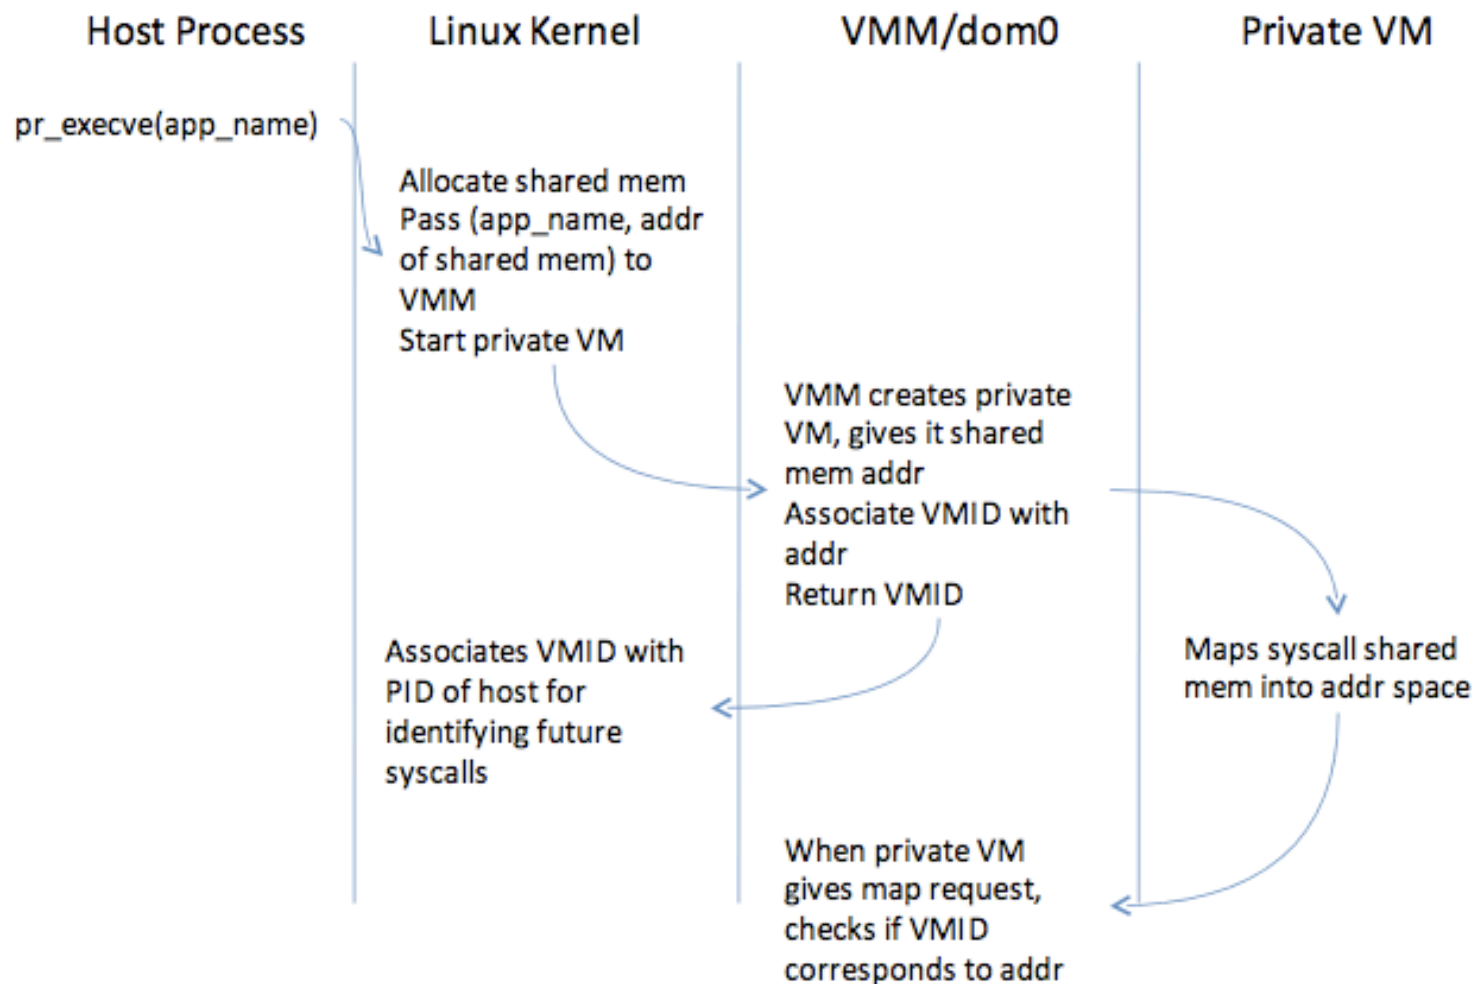 Host Process
Linux Kernel
VMM/dom0
Private VM
pr_execve(app_name)
Allocate shared mem
Pass (app_name, addr
of shared mem) to
VMM
Start private VM
VMM creates private
VM, gives it shared
mem addr
Associate VMID with
addr
Return VMID
Associates VMID with
PID of host for
identifying future
syscalls
Maps syscall shared
mem into addr space
When private VM
gives map request,
checks if VMID
corresponds to addr